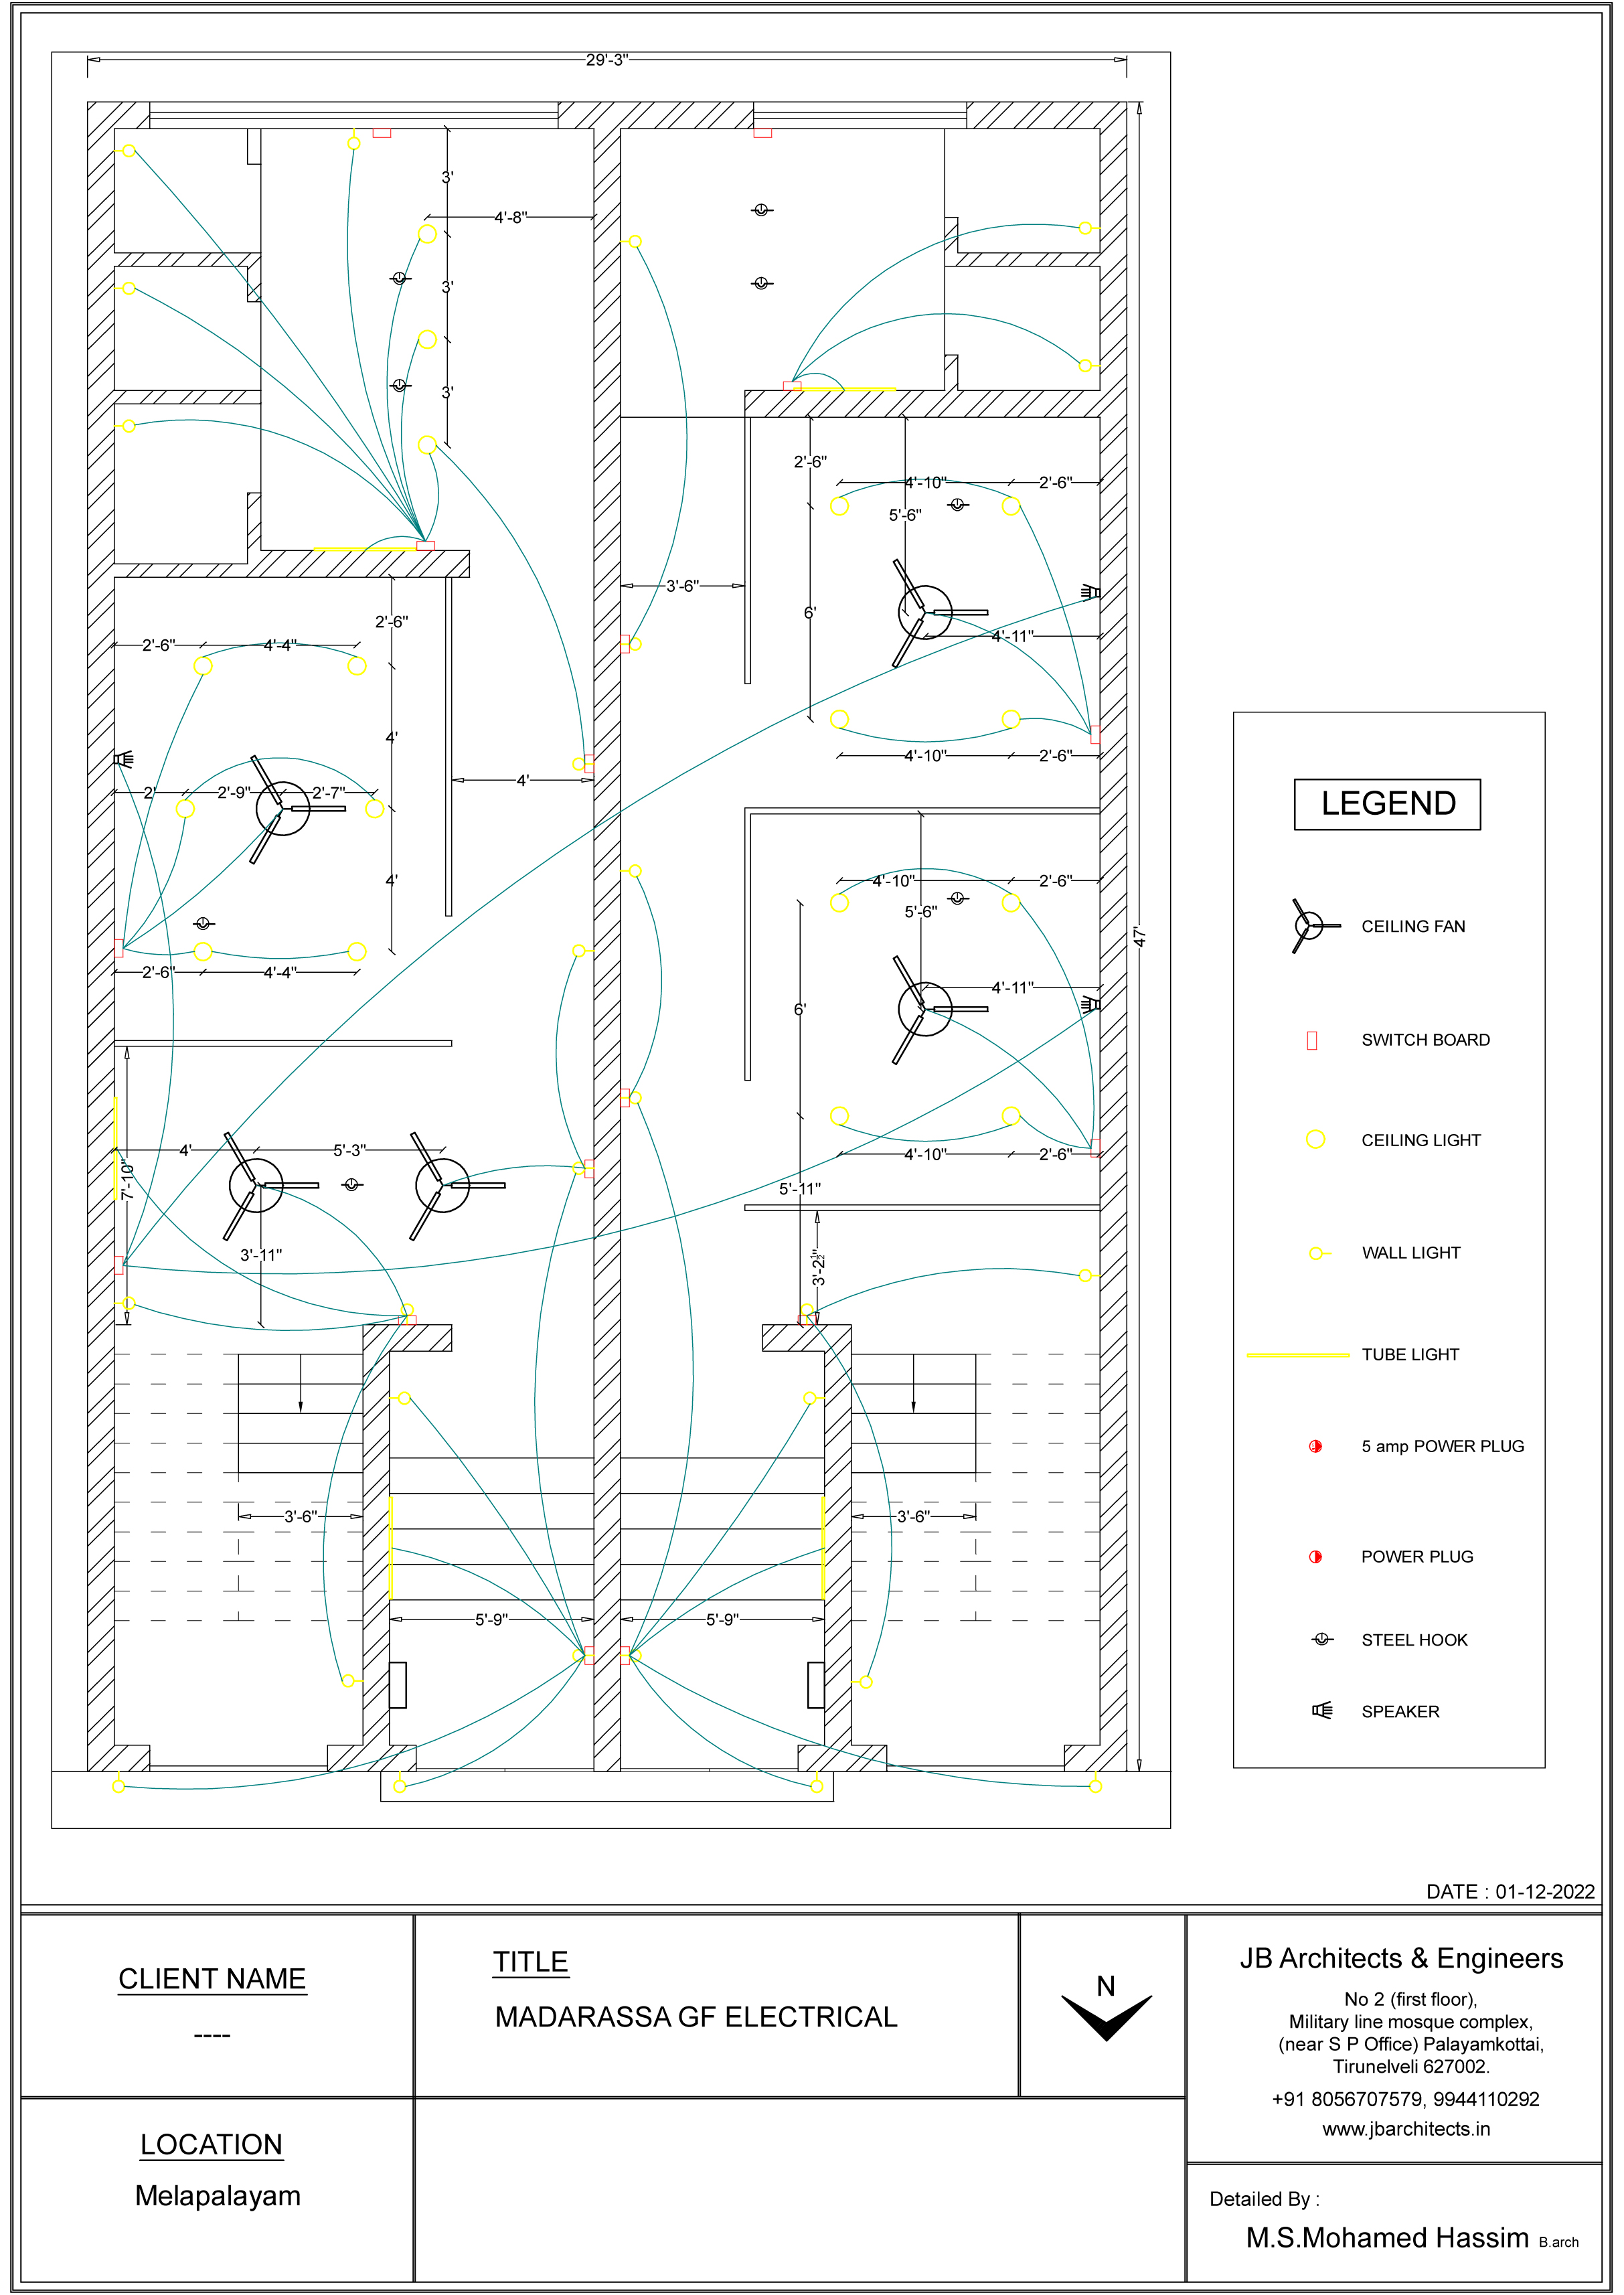 29'-3"
3'
4'-8"
3'
3'
2'-6"
4'-10"
2'-6"
5'-6"
3'-6"
6'
2'-6"
4'-11"
2'-6"
4'-4"
4'
4'-10"
2'-6"
4'
2'
2'-9"
2'-7"
4'
4'-10"
2'-6"
5'-6"
47'
2'-6"
4'-4"
4'-11"
6'
4'
5'-3"
4'-10"
2'-6"
7'-10"
5'-11"
3'-11"
3'-2½"
3'-6"
3'-6"
5'-9"
5'-9"
LEGEND
CEILING FAN
SWITCH BOARD
CEILING LIGHT
WALL LIGHT
TUBE LIGHT
5 amp POWER PLUG
POWER PLUG
STEEL HOOK
SPEAKER
DATE : 01-12-2022
CLIENT NAME
----
TITLE
MADARASSA GF ELECTRICAL
N
JB Architects & Engineers
No 2 (first floor),
Military line mosque complex,
(near S P Office) Palayamkottai,
Tirunelveli 627002.
+91 8056707579, 9944110292
www.jbarchitects.in
LOCATION
Melapalayam
Detailed By :
M.S.Mohamed Hassim B.arch